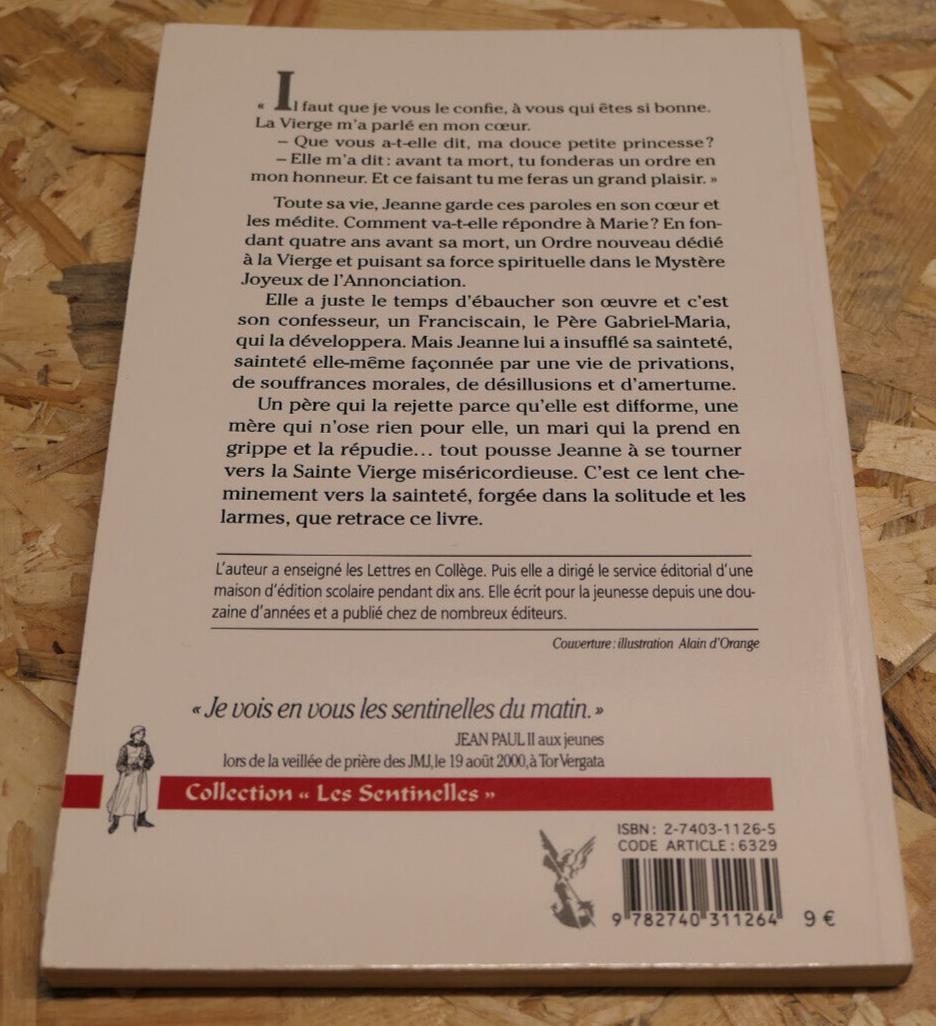 « Il faut que je vous le confie, à vous qui êtes si bonne.
La Vierge m'a parlé en mon cœur.
– Que vous a-t-elle dit, ma douce petite princesse ?
– Elle m'a dit : avant ta mort, tu fonderas un ordre en
mon honneur. Et ce faisant tu me feras un grand plaisir. »
Toute sa vie, Jeanne garde ces paroles en son cœur et
les médite. Comment va-t-elle répondre à Marie ? En fon-
dant quatre ans avant sa mort, un Ordre nouveau dédié
à la Vierge et puisant sa force spirituelle dans le Mystère
Joyeux de l'Annonciation.
Elle a juste le temps d'ébaucher son œuvre et c'est
son confesseur, un Franciscain, le Père Gabriel-Maria,
qui la développera. Mais Jeanne lui a insufflé sa sainteté,
sainteté elle-même façonnée par une vie de privations,
de souffrances morales, de désillusions et d'amertume.
Un père qui la rejette parce qu'elle est difforme, une
mère qui n'ose rien pour elle, un mari qui la prend en
grippe et la répudie… tout pousse Jeanne à se tourner
vers la Sainte Vierge miséricordieuse. C'est ce lent che-
minement vers la sainteté, forgée dans la solitude et les
larmes, que retrace ce livre.
L'auteur a enseigné les Lettres en Collège. Puis elle a dirigé le service éditorial d'une
maison d'édition scolaire pendant dix ans. Elle écrit pour la jeunesse depuis une dou-
zaine d'années et a publié chez de nombreux éditeurs.
Couverture : illustration Alain d'Orange
« Je vois en vous les sentinelles du matin. »
JEAN PAUL II aux jeunes
lors de la veillée de prière des JMJ, le 19 août 2000, à Tor Vergata
Collection « Les Sentinelles »
ISBN : 2-7403-1126-5
CODE ARTICLE : 6329
9 782740 311264 9 €